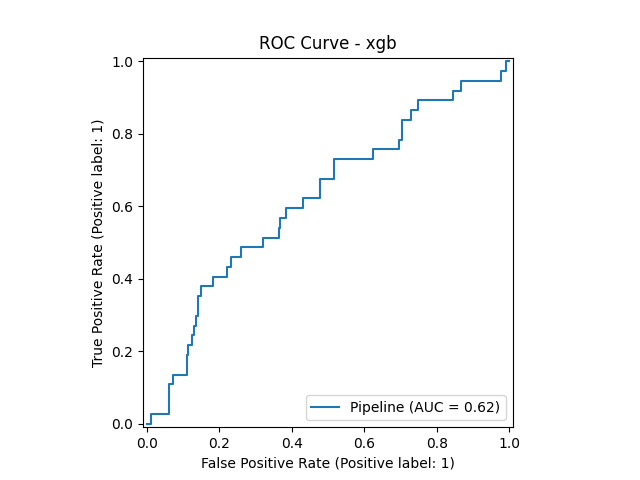 ROC Curve - xgb
1.0
0.8
0.6
0.4
0.2
0.0
True Positive Rate (Positive label: 1)
Pipeline (AUC = 0.62)
0.0 0.2 0.4 0.6 0.8 1.0
False Positive Rate (Positive label: 1)